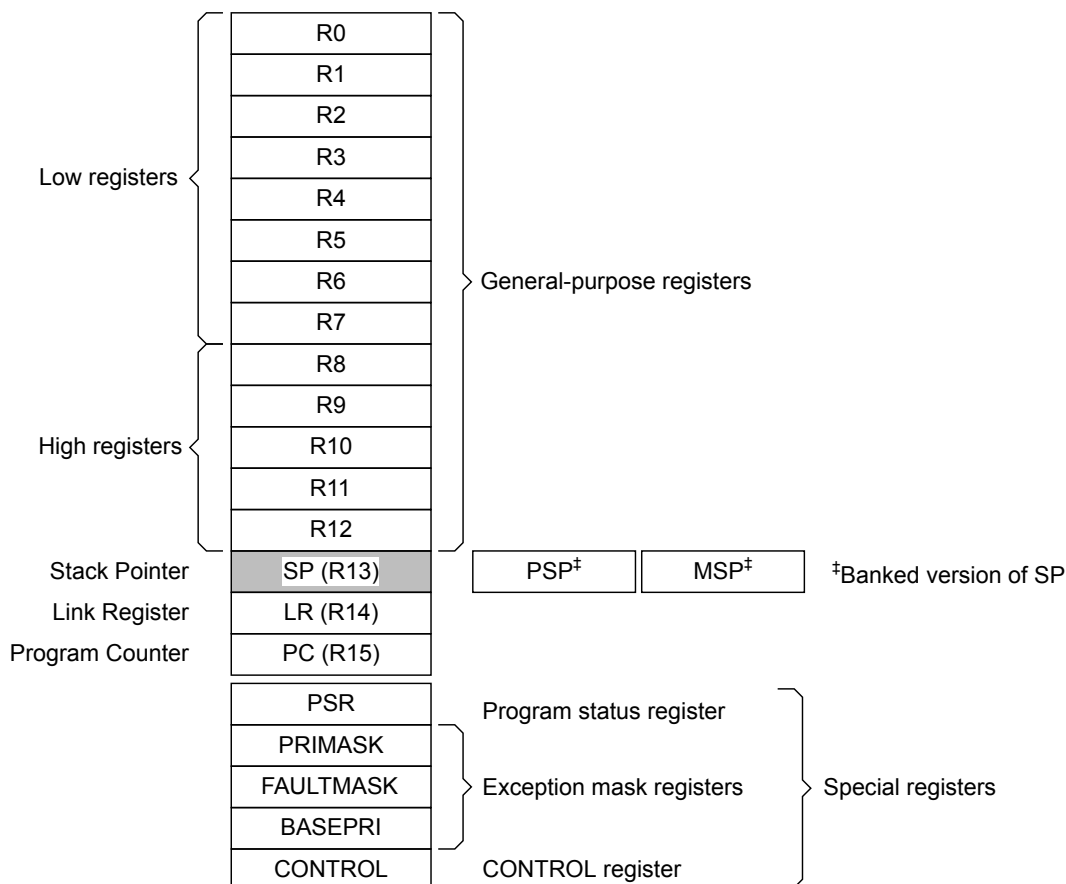 R0
R1
R2
R3
Low registers
R4
R5
R6
General-purpose registers
R7
R8
R9
High registers
R10
R11
R12
Stack Pointer
SP (R13)
PSP‡
MSP‡
‡Banked version of SP
Link Register
LR (R14)
Program Counter
PC (R15)
PSR
Program status register
PRIMASK
FAULTMASK
Exception mask registers
Special registers
BASEPRI
CONTROL
CONTROL register